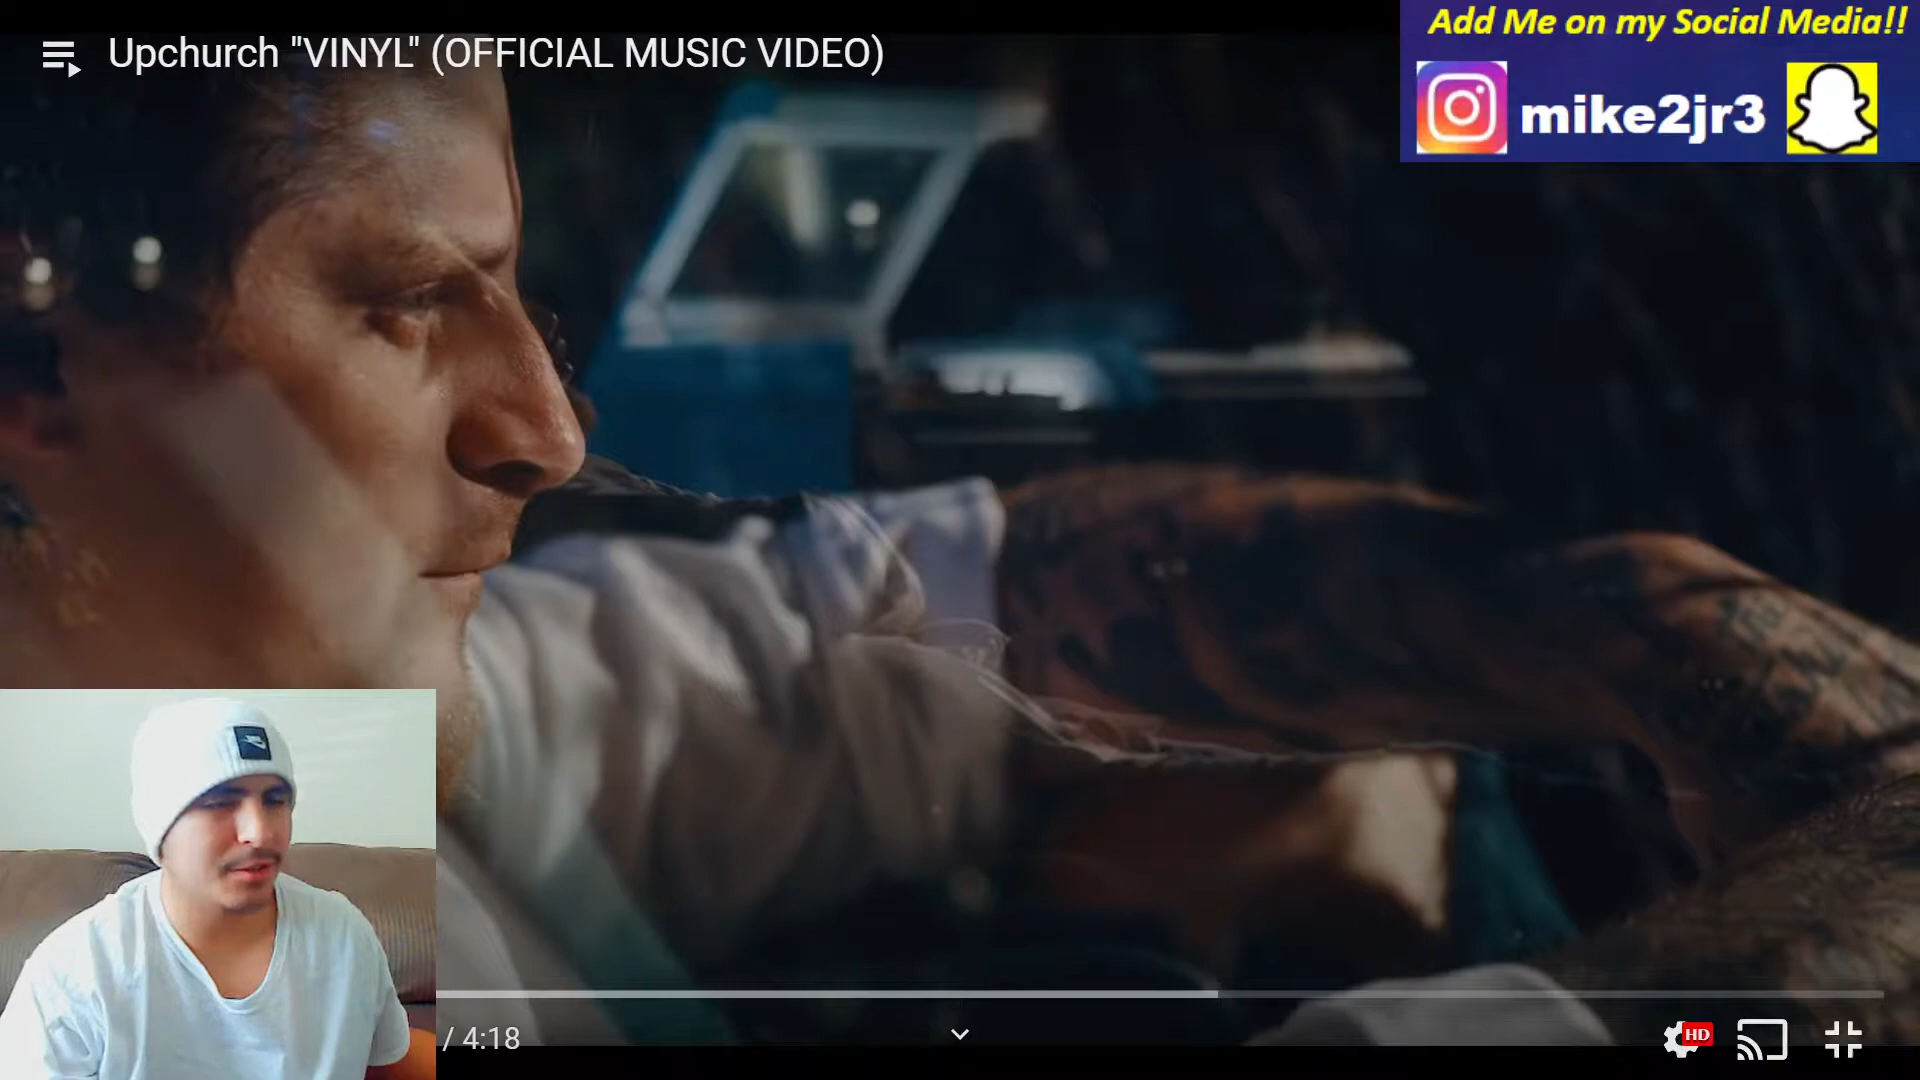 Upchurch "VINYL" (OFFICIAL MUSIC VIDEO)
Add Me on my Social Media!!
mike2jr3
/ 4:18
HD